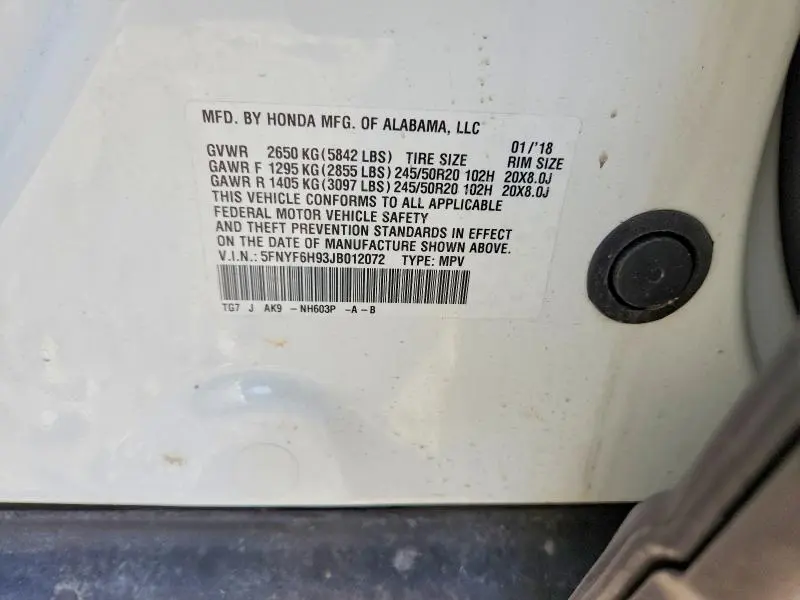 MFD. BY HONDA MFG. OF ALABAMA, LLC
01/'18
GVWR 2650 KG(5842 LBS) TIRE SIZE RIM SIZE
GAWR F 1295 KG(2855 LBS)245/50R20 102H 20X8.0J
GAWR R 1405 KG(3097 LBS)245/50R20 102H 20X8.0J
THIS VEHICLE CONFORMS TO ALL APPLICABLE
FEDERAL MOTOR VEHICLE SAFETY
AND THEFT PREVENTION STANDARDS IN EFFECT
ON THE DATE OF MANUFACTURE SHOWN ABOVE.
V.I.N.: 5FNYF6H93JB012072 TYPE: MPV
TG7 J AK9 -NH603P -A-B